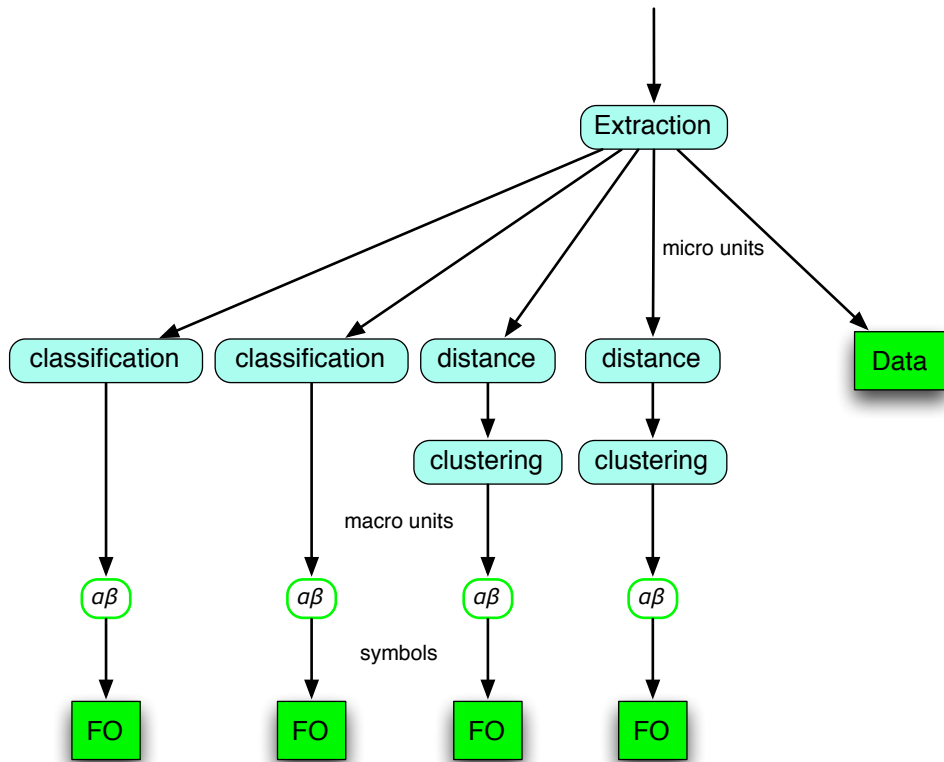 Extraction
micro units
classification
classification
distance
distance
Data
clustering
clustering
macro units
αβ
αβ
αβ
αβ
symbols
FO
FO
FO
FO